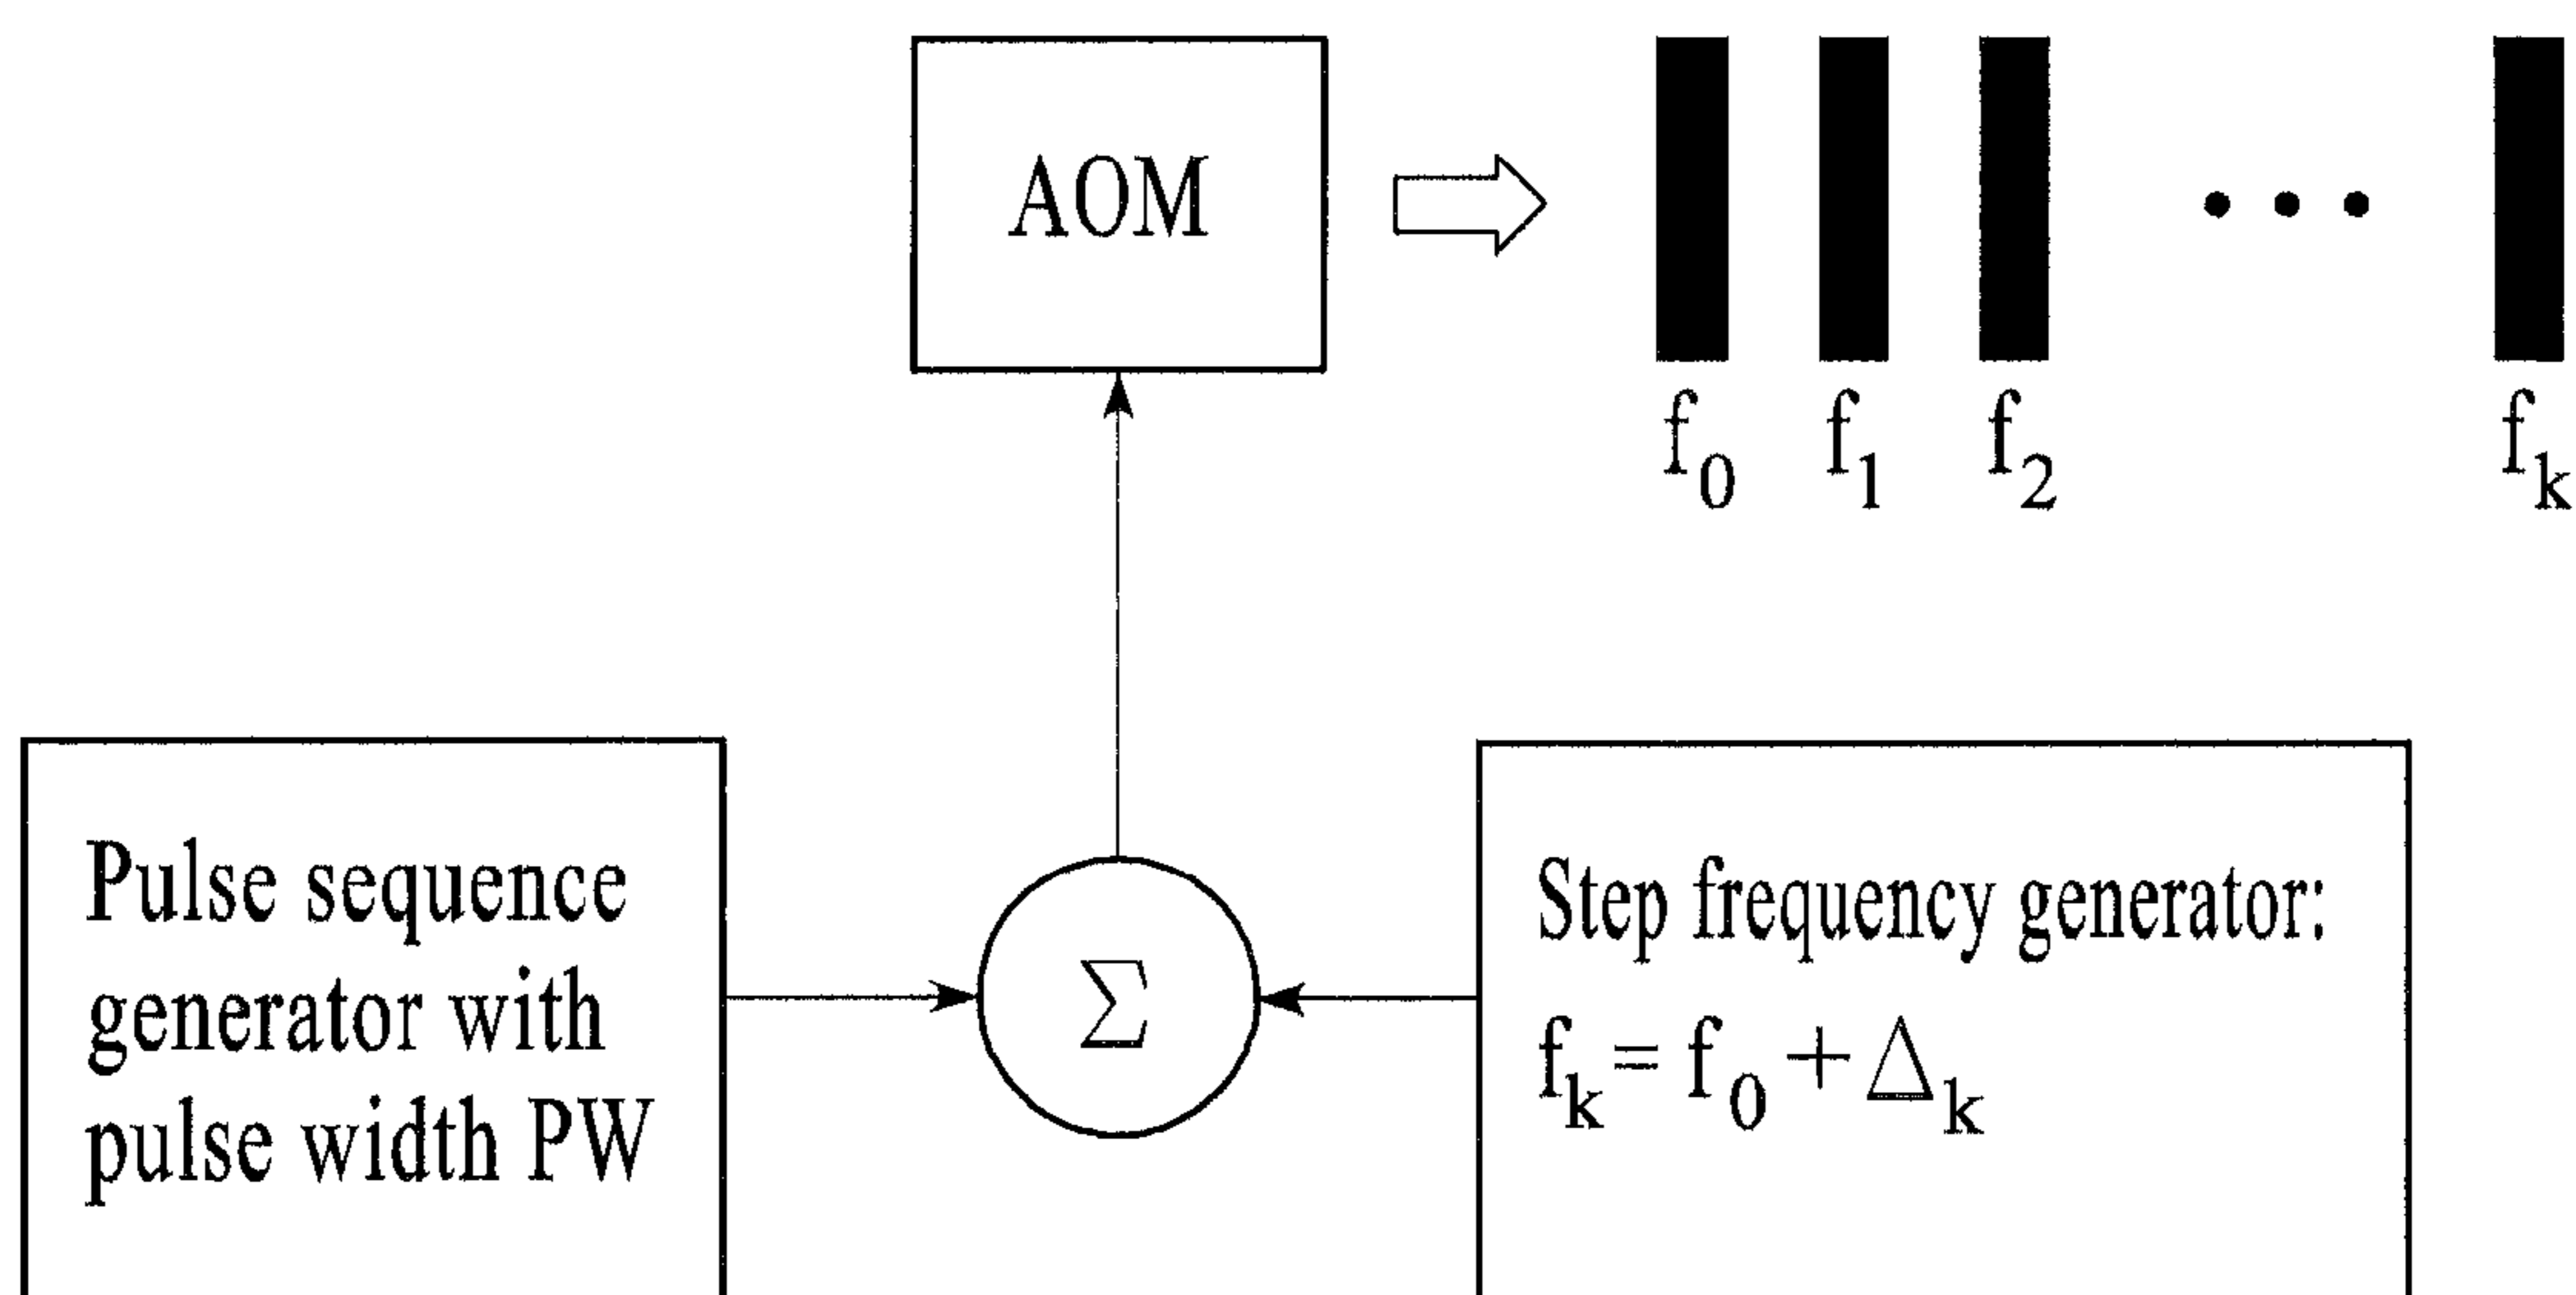 AOM
f₀ f₁ f₂ • • • fₖ
Pulse sequence
generator with
pulse width PW
Σ
Step frequency generator:
fₖ = f₀ + Δₖ